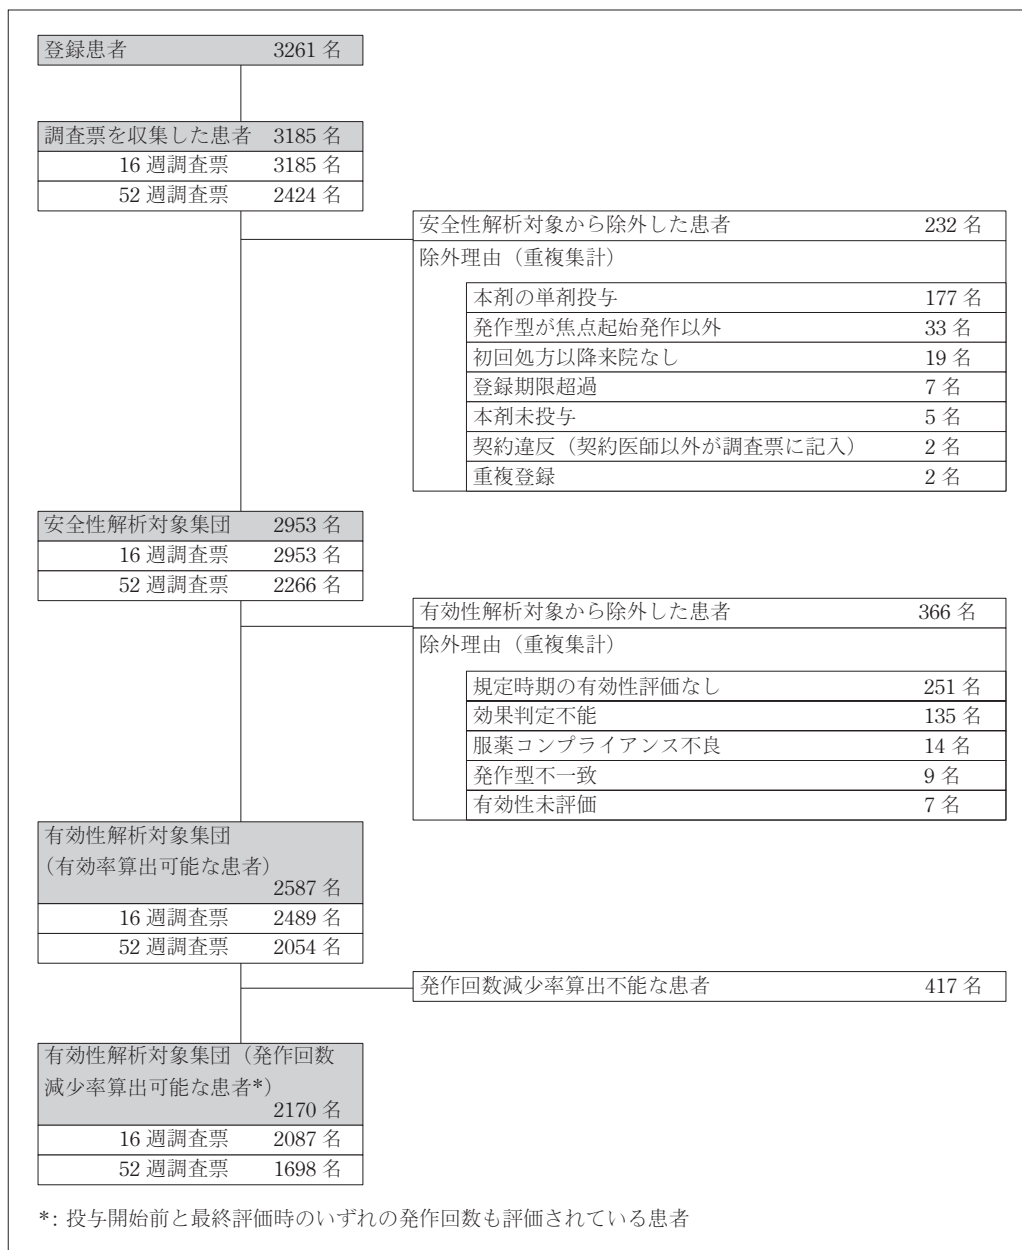 登録患者 3261 名
調査票を収集した患者 3185 名
16 週調査票 3185 名
52 週調査票 2424 名
安全性解析対象から除外した患者 232 名
除外理由（重複集計）
本剤の単剤投与 177 名
発作型が焦点起始発作以外 33 名
初回処方以降来院なし 19 名
登録期限超過 7 名
本剤未投与 5 名
契約違反（契約医師以外が調査票に記入） 2 名
重複登録 2 名
安全性解析対象集団 2953 名
16 週調査票 2953 名
52 週調査票 2266 名
有効性解析対象から除外した患者 366 名
除外理由（重複集計）
規定時期の有効性評価なし 251 名
効果判定不能 135 名
服薬コンプライアンス不良 14 名
発作型不一致 9 名
有効性未評価 7 名
有効性解析対象集団
（有効率算出可能な患者）
2587 名
16 週調査票 2489 名
52 週調査票 2054 名
発作回数減少率算出不能な患者 417 名
有効性解析対象集団（発作回数
減少率算出可能な患者*）
2170 名
16 週調査票 2087 名
52 週調査票 1698 名
*: 投与開始前と最終評価時のいずれの発作回数も評価されている患者